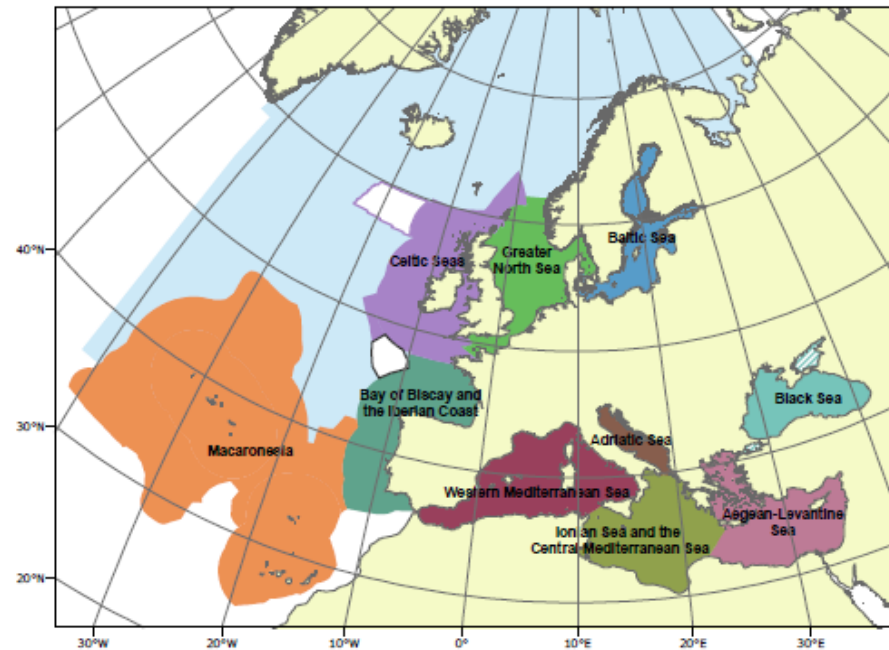 Celtic Seas
Greater
North Sea
Baltic Sea
40°N
Bay of Biscay and
the Iberian Coast
Black Sea
30°N
Macaronesia
Adriatic Sea
Western Mediterranean Sea
Aegean-Levantine
Sea
Ionian Sea and the
Central Mediterranean Sea
20°N
30°W
20°W
10°W
0°
10°E
20°E
30°E